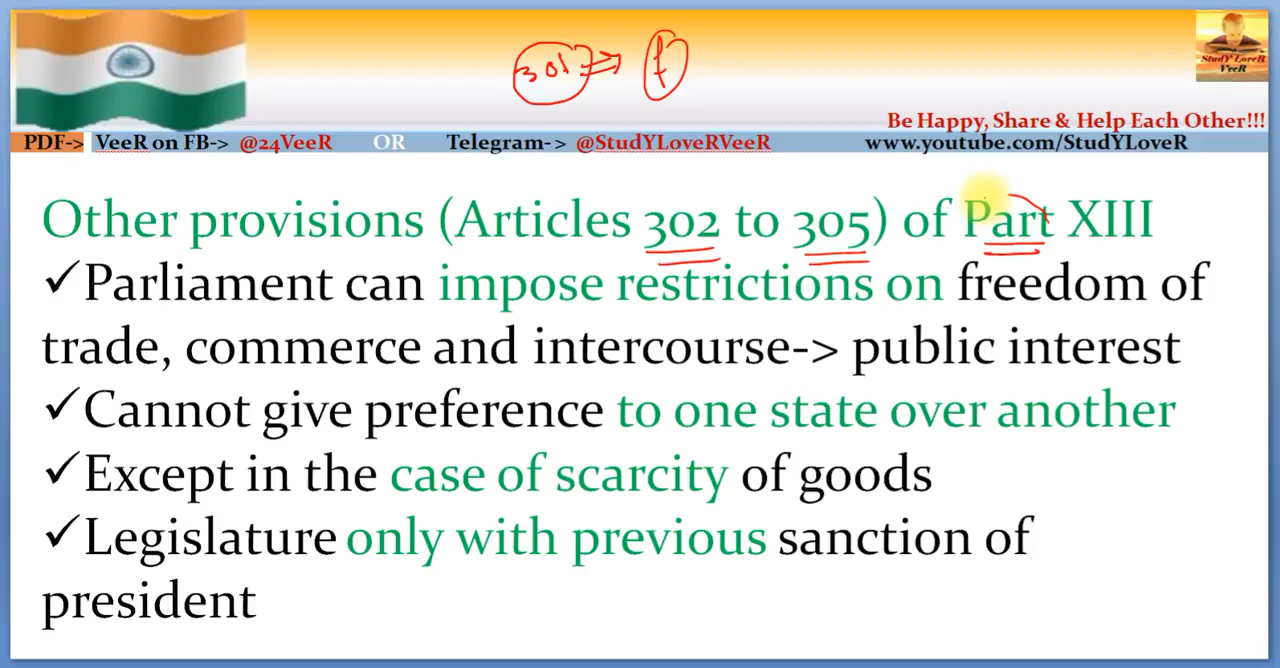 301 => f
StudY LoveR
VeeR
Be Happy, Share & Help Each Other!!!
PDF-> VeeR on FB-> @24VeeR OR Telegram-> @StudYLoveRVeeR www.youtube.com/StudYLoveR
Other provisions (Articles 302 to 305) of Part XIII
✓Parliament can impose restrictions on freedom of
trade, commerce and intercourse-> public interest
✓Cannot give preference to one state over another
✓Except in the case of scarcity of goods
✓Legislature only with previous sanction of
president